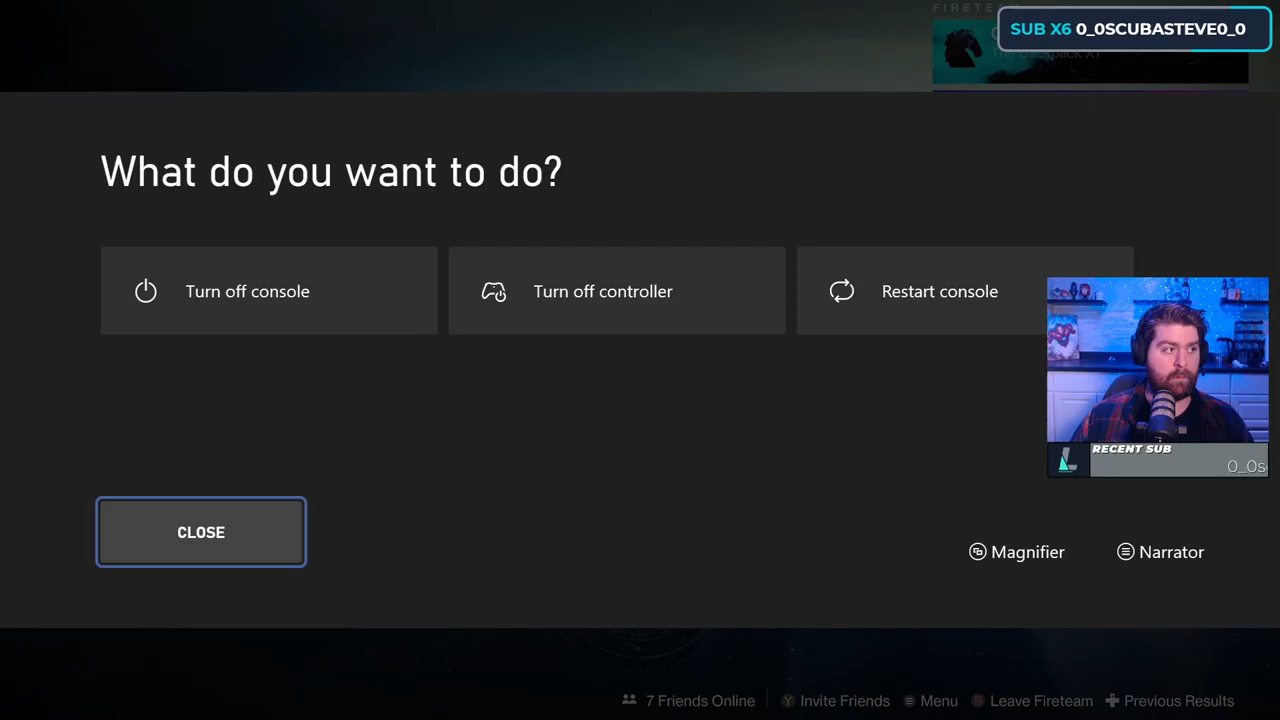 FIRETEAM
SUB X6 0_0SCUBASTEVE0_0
What do you want to do?
Turn off console
Turn off controller
Restart console
RECENT SUB
0_0s
CLOSE
Magnifier
Narrator
7 Friends Online
Y Invite Friends
Menu
B Leave Fireteam
Previous Results